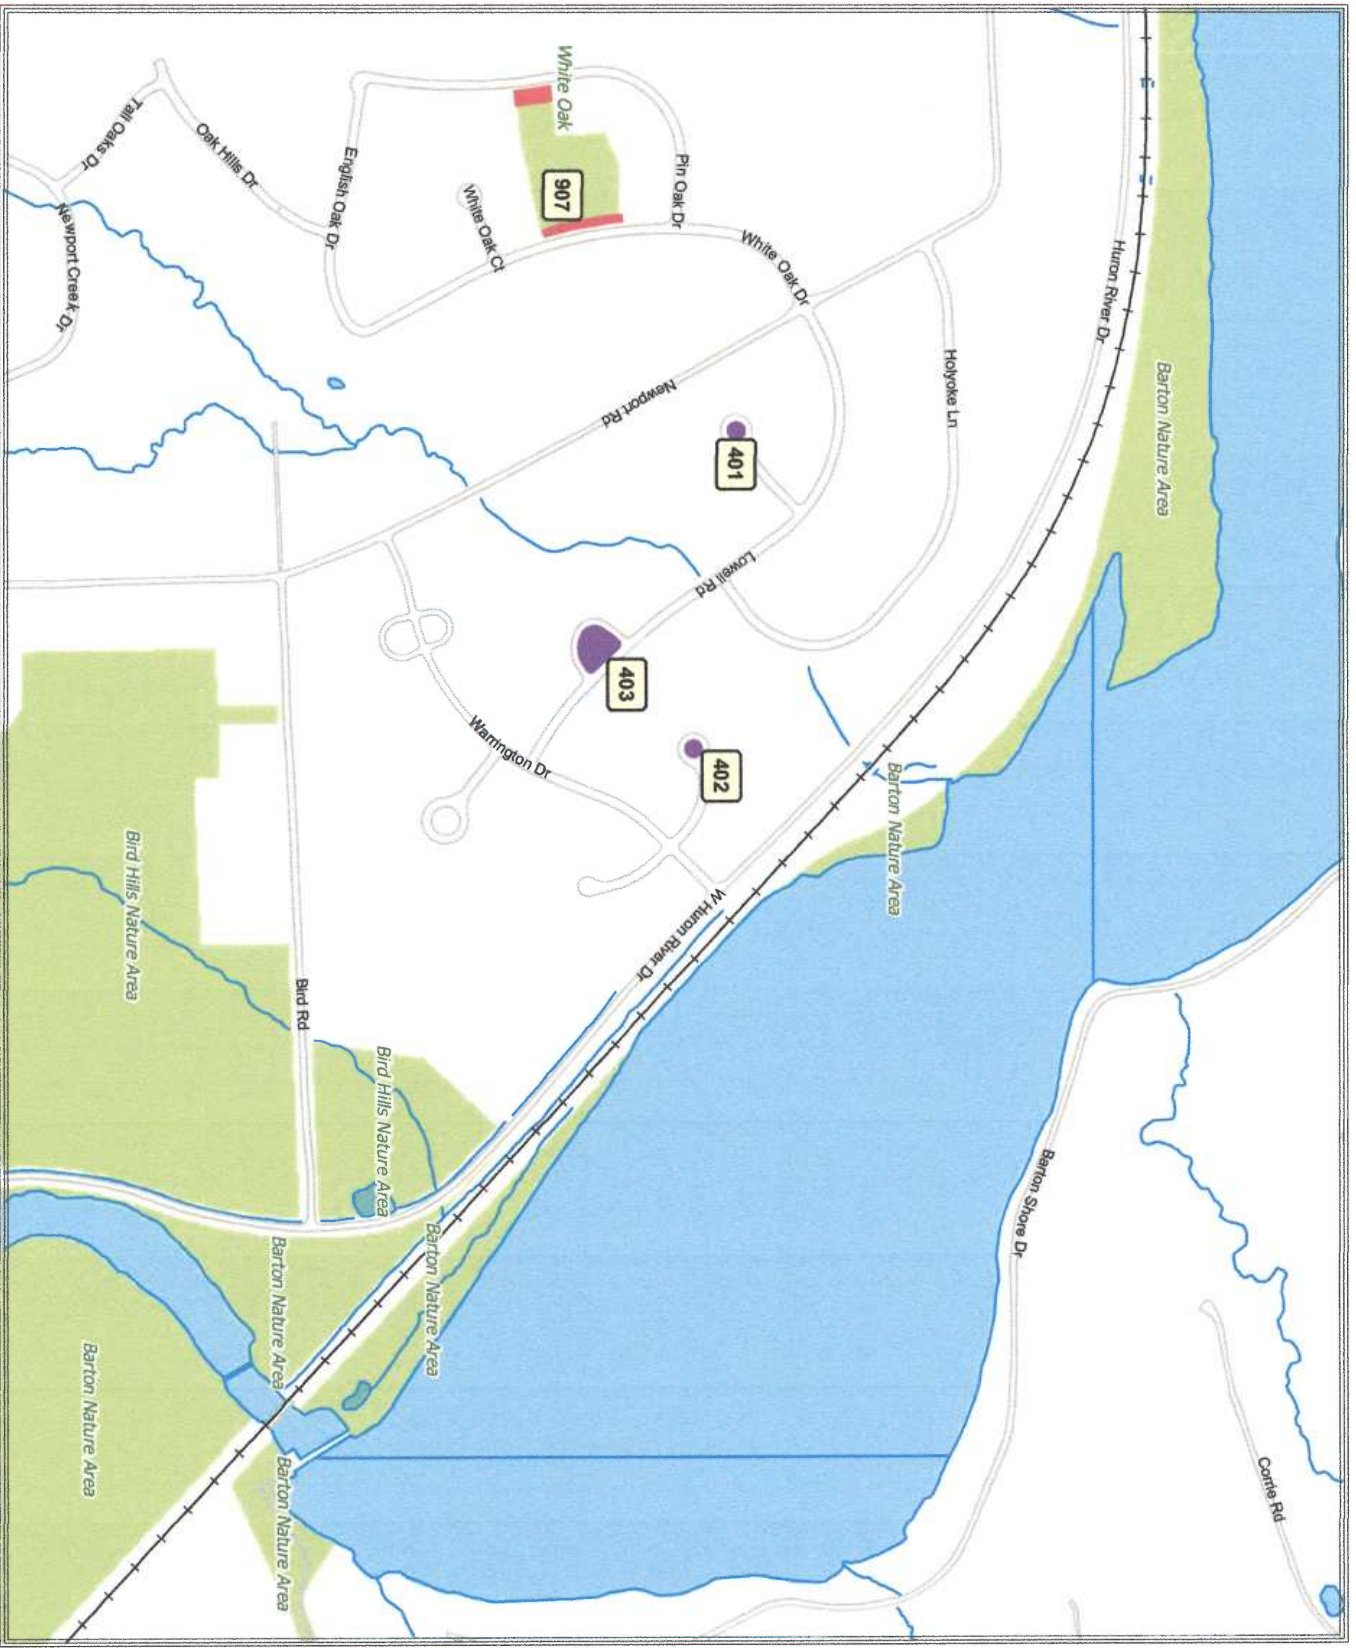 Barton Nature Area
Huron River Dr
Holyoke Ln
White Oak Dr
Pin Oak Dr
White Oak
907
White Oak Ct
English Oak Dr
Oak Hills Dr
Tall Oaks Dr
Newport Creek Dr
Newport Rd
401
Lowell Rd
403
402
Warrington Dr
Barton Nature Area
W Huron River Dr
Bird Rd
Bird Hills Nature Area
Bird Hills Nature Area
Barton Shore Dr
Corrie Rd
Barton Nature Area
Barton Nature Area
Barton Nature Area
Barton Nature Area